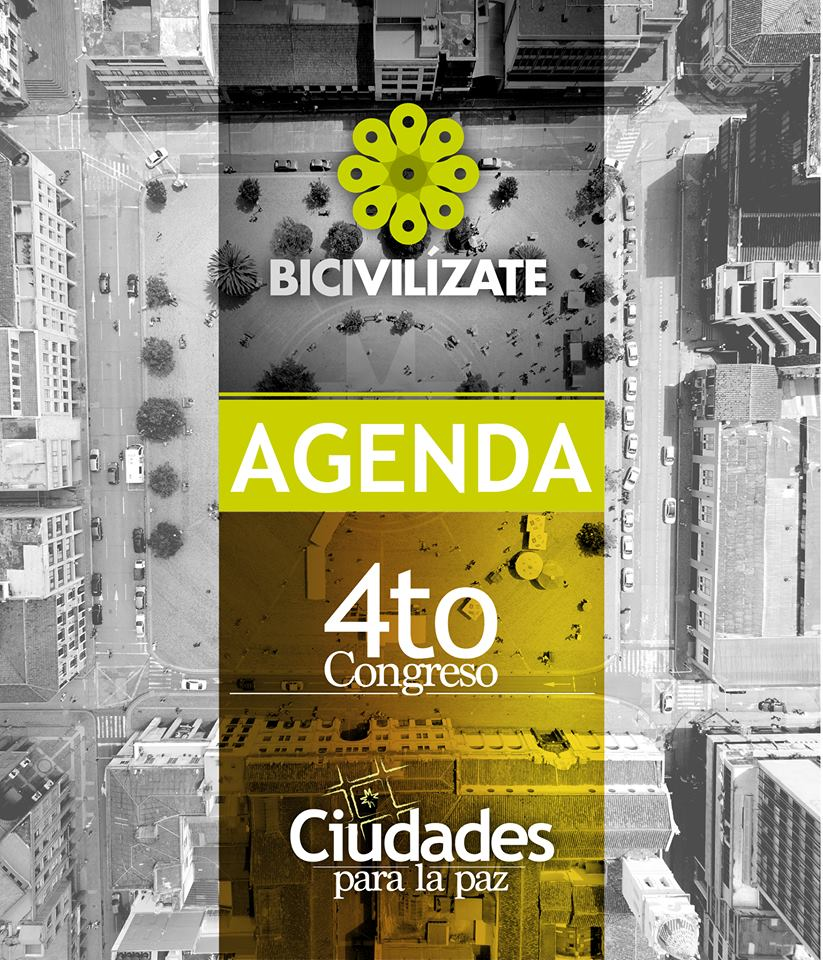 BICIVILÍZATE
AGENDA
4to
Congreso
Ciudades
para la paz